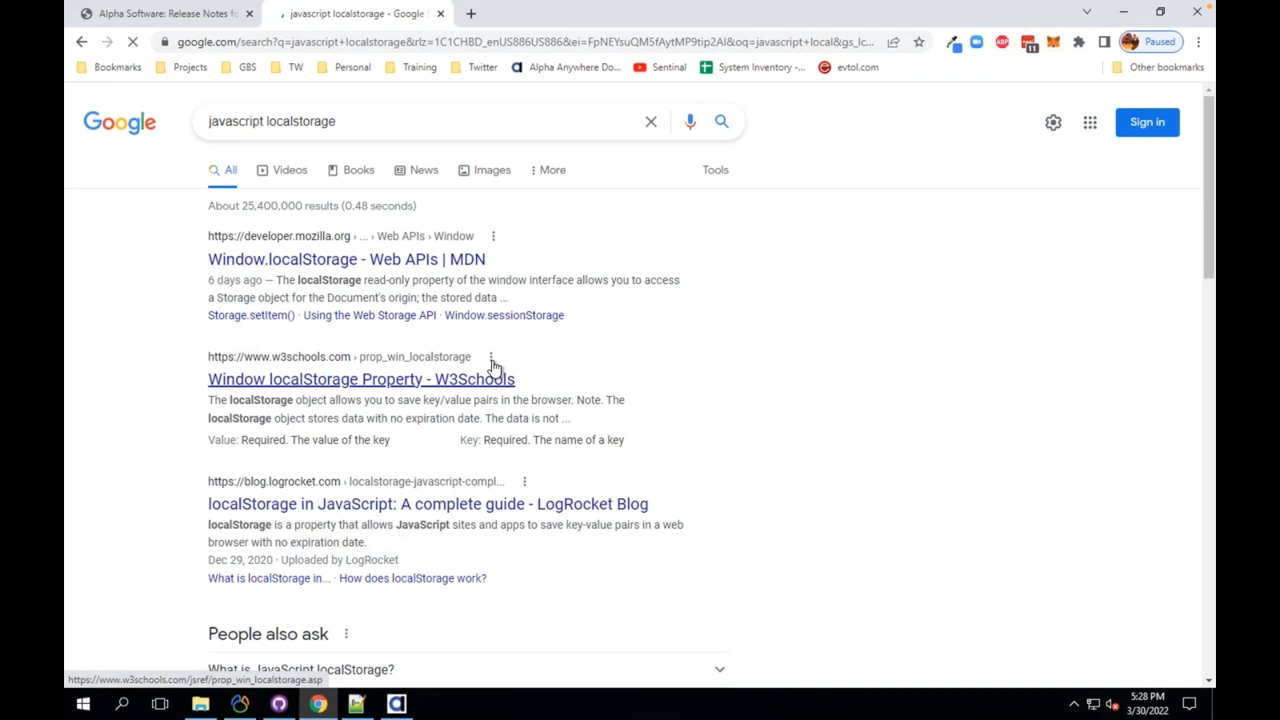 Alpha Software: Release Notes fo
javascript localstorage - Google S
google.com/search?q=javascript+localstorage&rlz=1C1CHBD_enUS886US886&ei=FpNEYsuQM5fAytMP9tip2AI&oq=javascript+local&gs_lc...
Paused
Bookmarks
Projects
GBS
TW
Personal
Training
Twitter
Alpha Anywhere Do...
Sentinal
System Inventory -...
evtol.com
Other bookmarks
Google
javascript localstorage
Sign in
All
Videos
Books
News
Images
More
Tools
About 25,400,000 results (0.48 seconds)
https://developer.mozilla.org › ... › Web APIs › Window
Window.localStorage - Web APIs | MDN
6 days ago — The localStorage read-only property of the window interface allows you to access
a Storage object for the Document's origin; the stored data ...
Storage.setItem() · Using the Web Storage API · Window.sessionStorage
https://www.w3schools.com › prop_win_localstorage
Window localStorage Property - W3Schools
The localStorage object allows you to save key/value pairs in the browser. Note. The
localStorage object stores data with no expiration date. The data is not ...
Value: Required. The value of the key
Key: Required. The name of a key
https://blog.logrocket.com › localstorage-javascript-compl...
localStorage in JavaScript: A complete guide - LogRocket Blog
localStorage is a property that allows JavaScript sites and apps to save key-value pairs in a web
browser with no expiration date.
Dec 29, 2020 · Uploaded by LogRocket
What is localStorage in... · How does localStorage work?
People also ask
What is JavaScript localStorage?
https://www.w3schools.com/jsref/prop_win_localstorage.asp
5:28 PM
3/30/2022